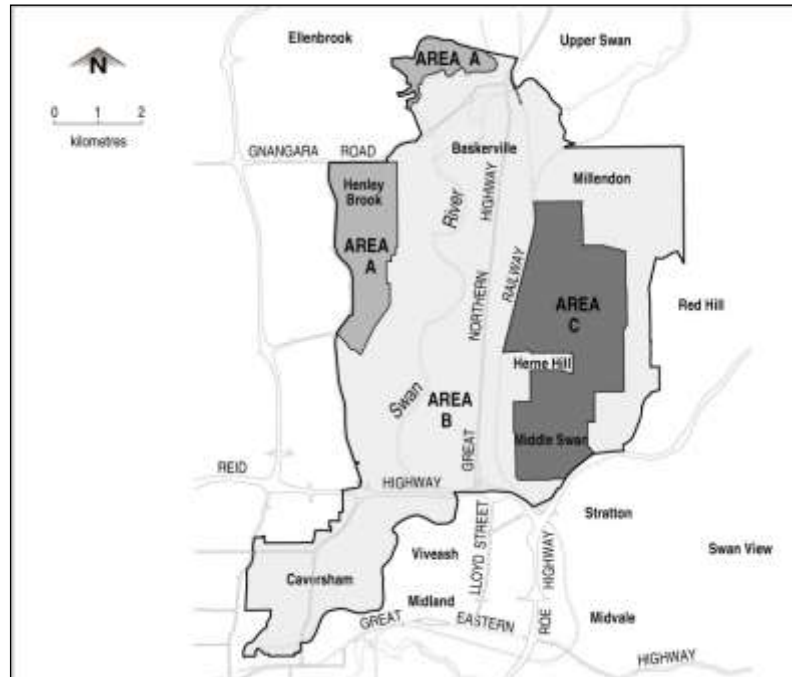 Ellenbrook
AREA A
Upper Swan
N
0 1 2
kilometres
GNANGARA ROAD
Baskerville
Henley
Brook
AREA
A
Millendon
River
HIGHWAY
RAILWAY
NORTHERN
AREA
C
Red Hill
Herne Hill
Swan
AREA
B
GREAT
Middle Swan
REID
HIGHWAY
Stratton
LLOYD STREET
Viveash
HIGHWAY
Swan View
Caversham
Midland
GREAT
EASTERN
ROE
Midvale
HIGHWAY